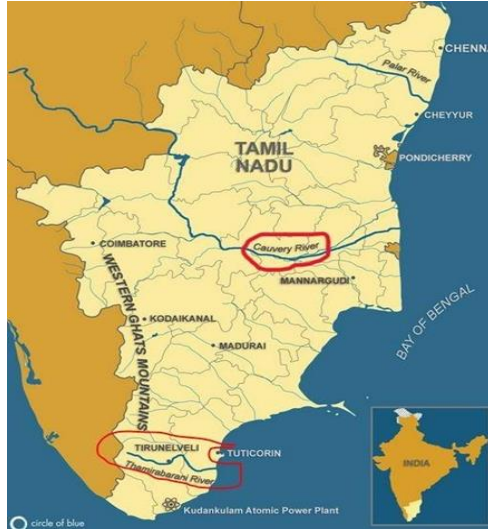 CHENNA
Palar River
CHEYYUR
TAMIL
NADU
PONDICHERRY
Cauvery River
COIMBATORE
MANNARGUDI
WESTERN GHATS MOUNTAINS
KODAIKANAL
BAY OF BENGAL
MADURAI
TIRUNELVELI
TUTICORIN
Thamirabarani River
INDIA
Kudankulam Atomic Power Plant
circle of blue